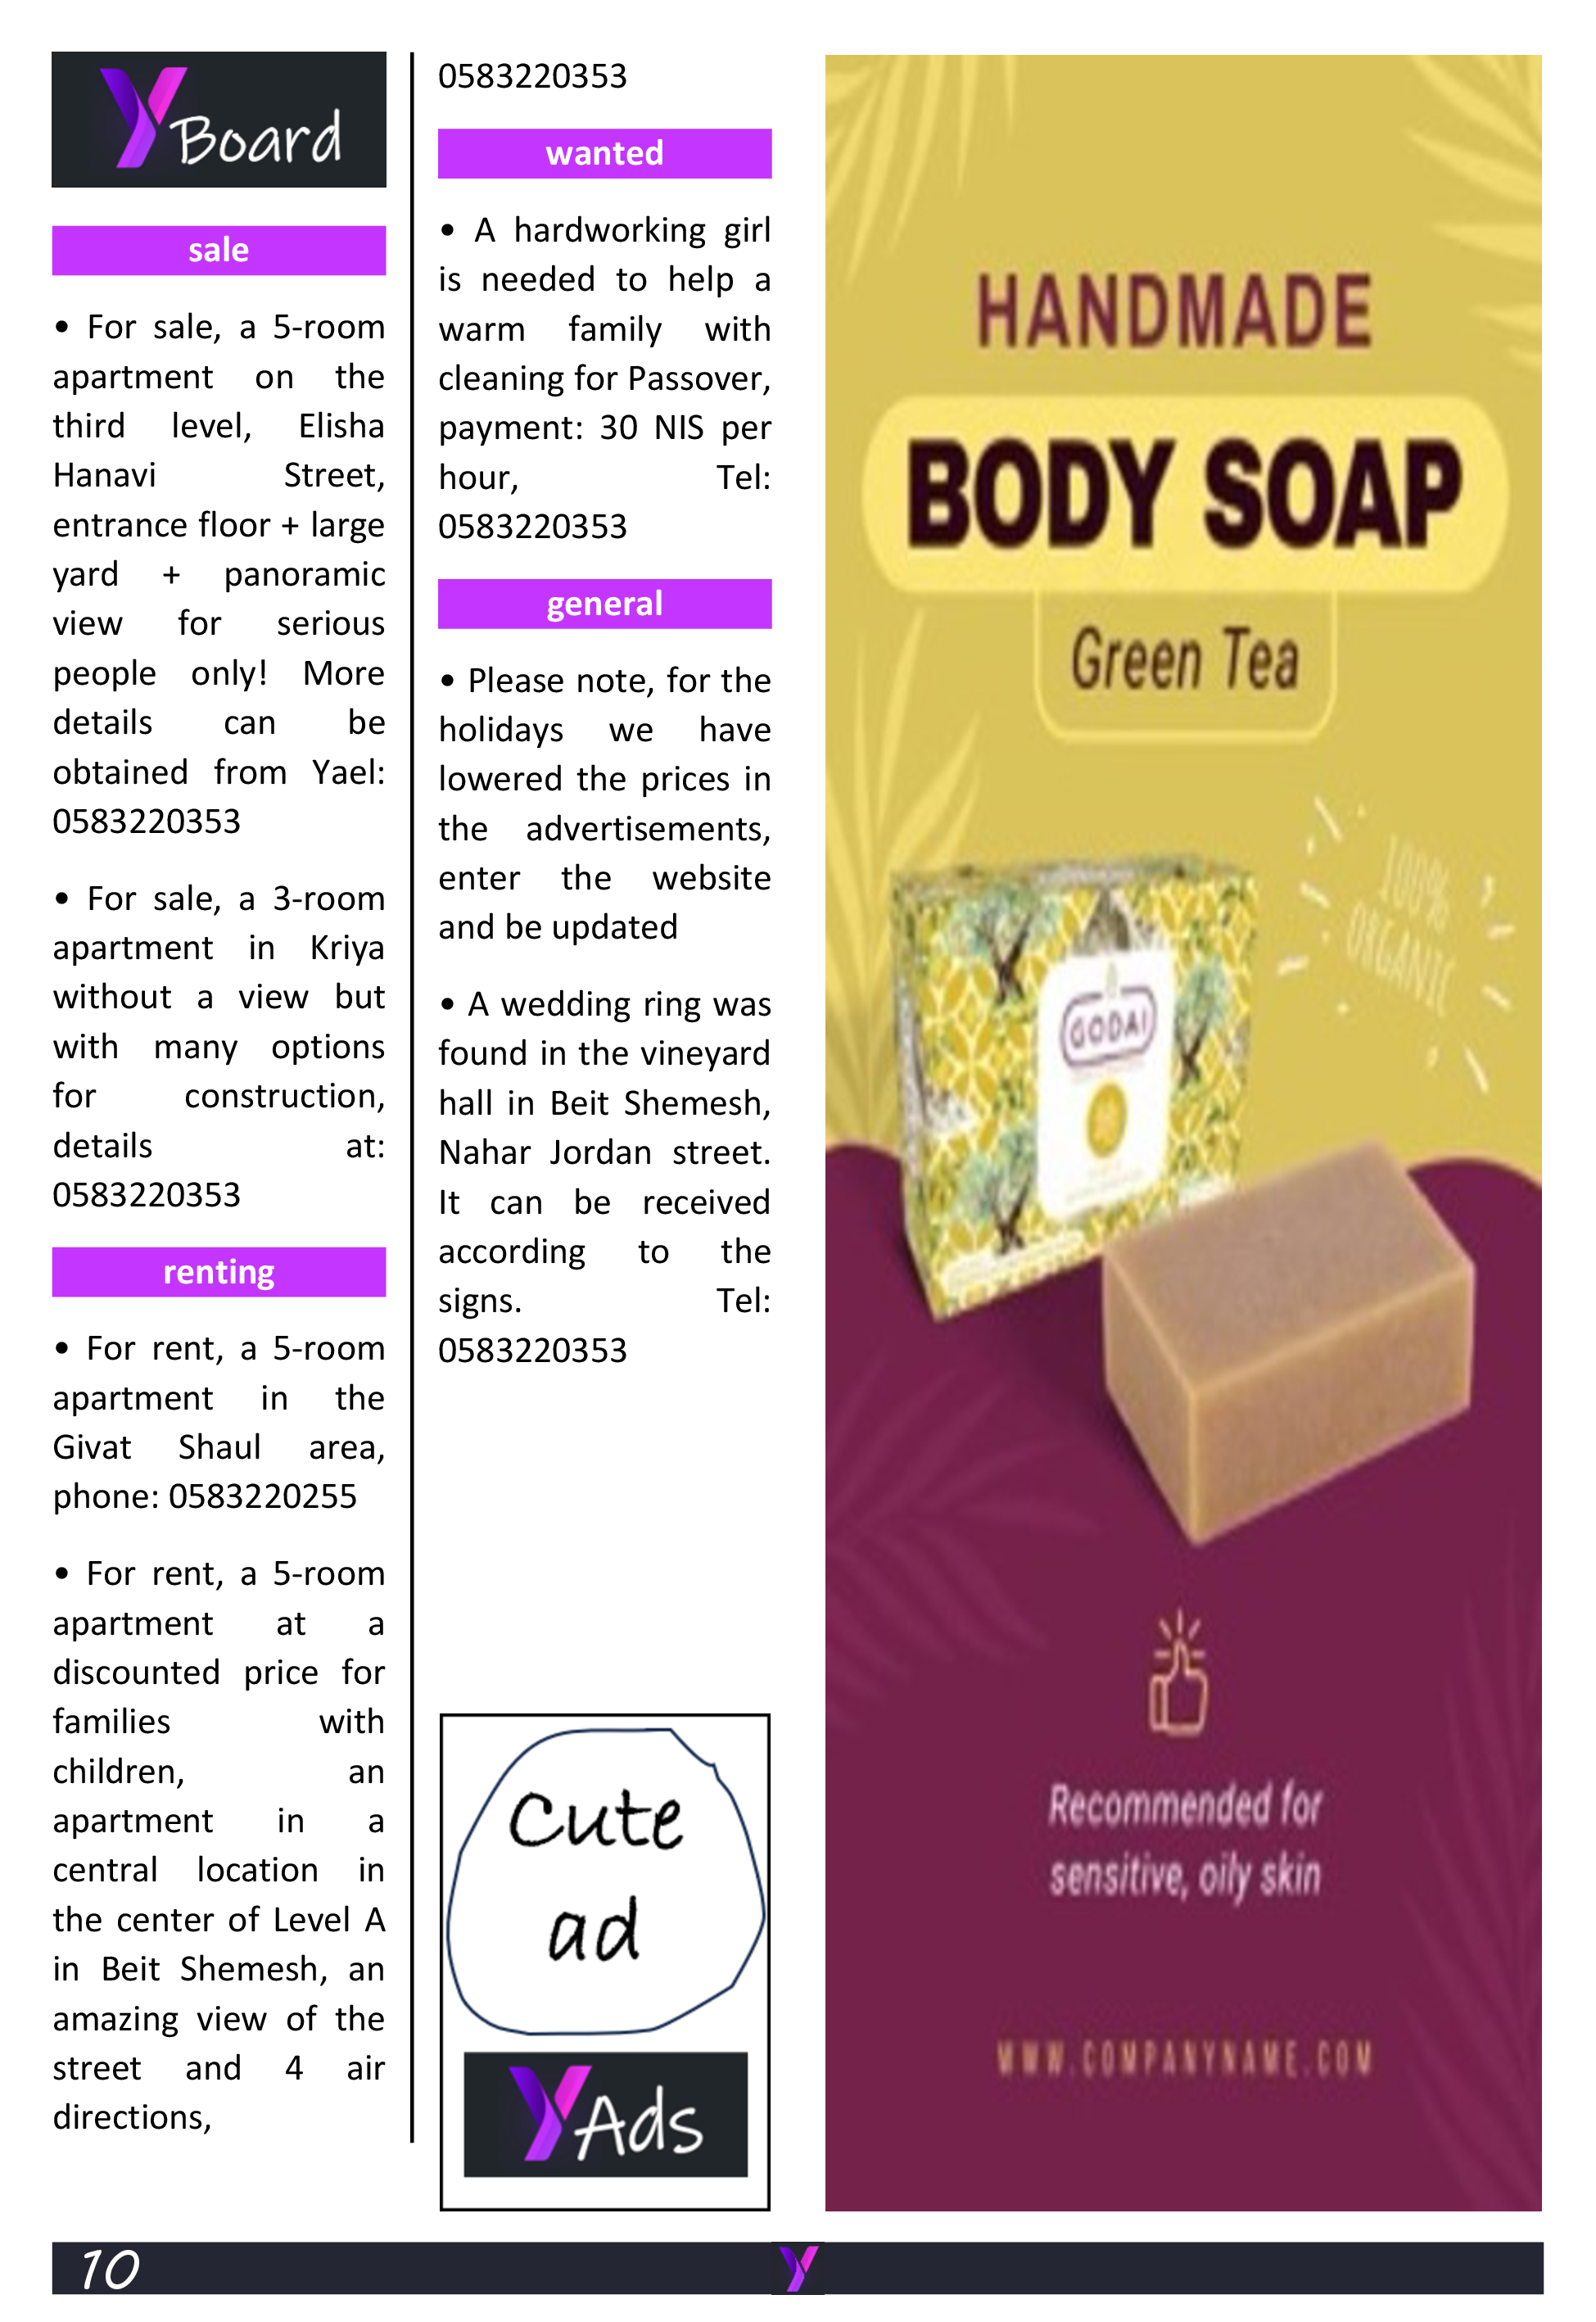 Y Board
sale
• For sale, a 5-room
apartment on the
third level, Elisha
Hanavi Street,
entrance floor + large
yard + panoramic
view for serious
people only! More
details can be
obtained from Yael:
0583220353
• For sale, a 3-room
apartment in Kriya
without a view but
with many options
for construction,
details at:
0583220353
renting
• For rent, a 5-room
apartment in the
Givat Shaul area,
phone: 0583220255
• For rent, a 5-room
apartment at a
discounted price for
families with
children, an
apartment in a
central location in
the center of Level A
in Beit Shemesh, an
amazing view of the
street and 4 air
directions,
0583220353
wanted
• A hardworking girl
is needed to help a
warm family with
cleaning for Passover,
payment: 30 NIS per
hour, Tel:
0583220353
general
• Please note, for the
holidays we have
lowered the prices in
the advertisements,
enter the website
and be updated
• A wedding ring was
found in the vineyard
hall in Beit Shemesh,
Nahar Jordan street.
It can be received
according to the
signs. Tel:
0583220353
Cute
ad
Y Ads
HANDMADE
BODY SOAP
Green Tea
100%
ORGANIC
GODAI
Recommended for
sensitive, oily skin
WWW.COMPANYNAME.COM
10
Y